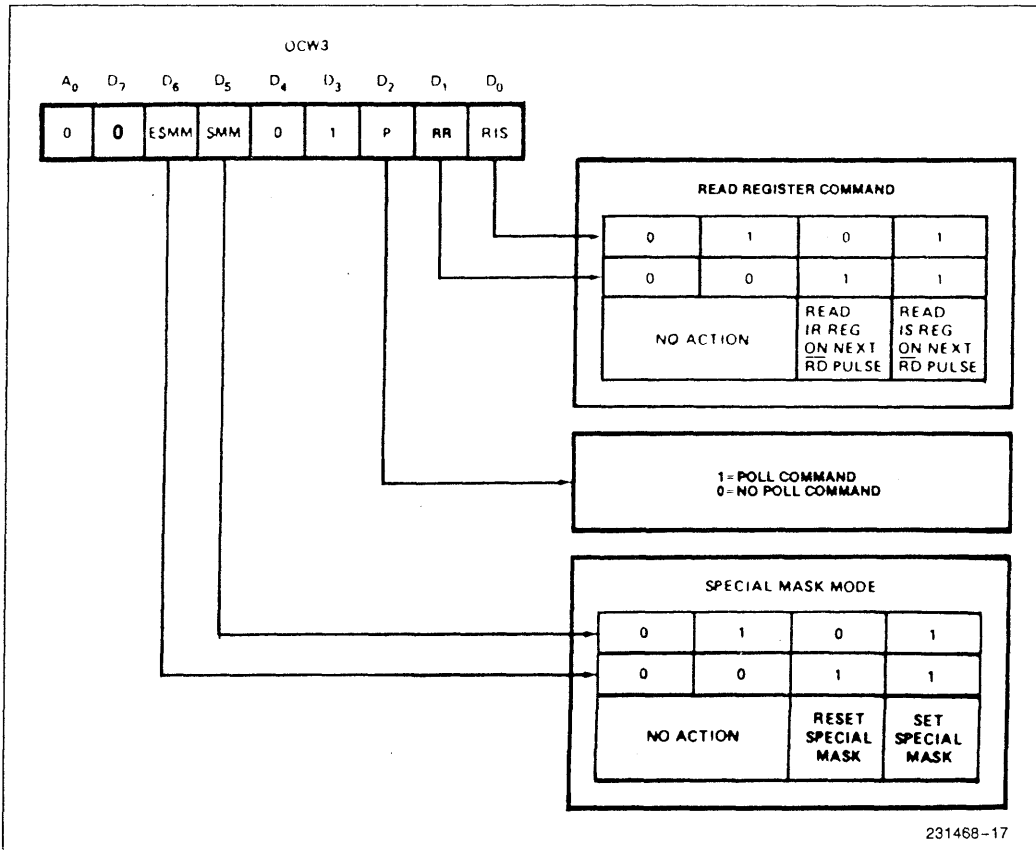 OCW3
A0 D7 D6 D5 D4 D3 D2 D1 D0
0 0 ESMM SMM 0 1 P RR RIS
READ REGISTER COMMAND
0 1 0 1
0 0 1 1
NO ACTION
READ
IR REG
ON NEXT
RD PULSE
READ
IS REG
ON NEXT
RD PULSE
1 = POLL COMMAND
0 = NO POLL COMMAND
SPECIAL MASK MODE
0 1 0 1
0 0 1 1
NO ACTION
RESET
SPECIAL
MASK
SET
SPECIAL
MASK
231468-17